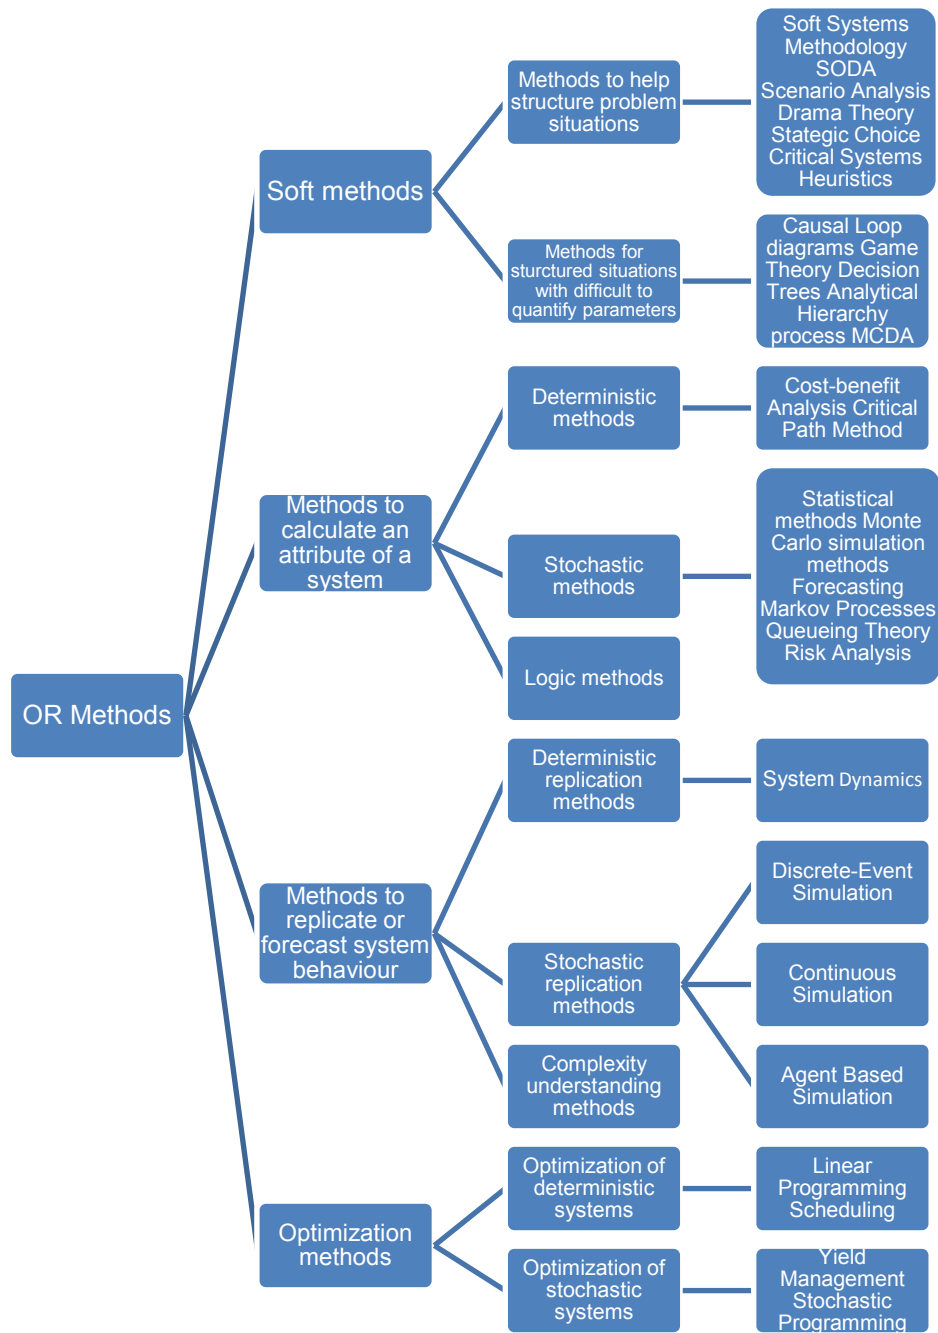 Soft Systems
Methodology
SODA
Scenario Analysis
Drama Theory
Stategic Choice
Critical Systems
Heuristics
Methods to help
structure problem
situations
Soft methods
Causal Loop
diagrams Game
Theory Decision
Trees Analytical
Hierarchy
process MCDA
Methods for
sturctured situations
with difficult to
quantify parameters
Deterministic
methods
Cost-benefit
Analysis Critical
Path Method
Methods to
calculate an
attribute of a
system
Stochastic
methods
Statistical
methods Monte
Carlo simulation
methods
Forecasting
Markov Processes
Queueing Theory
Risk Analysis
Logic methods
OR Methods
Deterministic
replication
methods
System Dynamics
Methods to
replicate or
forecast system
behaviour
Discrete-Event
Simulation
Stochastic
replication
methods
Continuous
Simulation
Complexity
understanding
methods
Agent Based
Simulation
Optimization
methods
Optimization of
deterministic
systems
Linear
Programming
Scheduling
Optimization of
stochastic
systems
Yield
Management
Stochastic
Programming